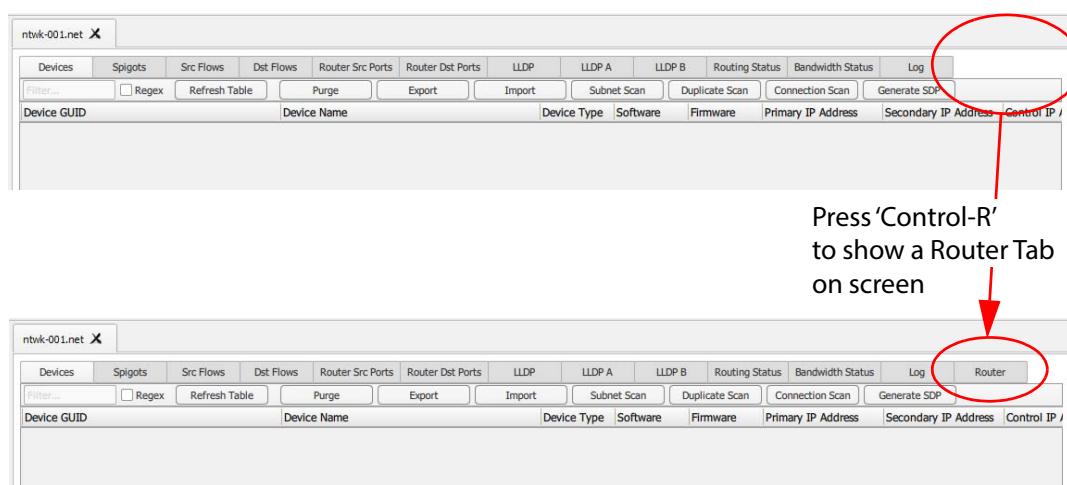 ntwk-001.net X
Devices Spigots Src Flows Dst Flows Router Src Ports Router Dst Ports LLDP LLDP A LLDP B Routing Status Bandwidth Status Log
Filter... Regex Refresh Table Purge Export Import Subnet Scan Duplicate Scan Connection Scan Generate SDP
Device GUID Device Name Device Type Software Firmware Primary IP Address Secondary IP Address Control IP A
Press ‘Control-R’
to show a Router Tab
on screen
ntwk-001.net X
Devices Spigots Src Flows Dst Flows Router Src Ports Router Dst Ports LLDP LLDP A LLDP B Routing Status Bandwidth Status Log Router
Filter... Regex Refresh Table Purge Export Import Subnet Scan Duplicate Scan Connection Scan Generate SDP
Device GUID Device Name Device Type Software Firmware Primary IP Address Secondary IP Address Control IP A